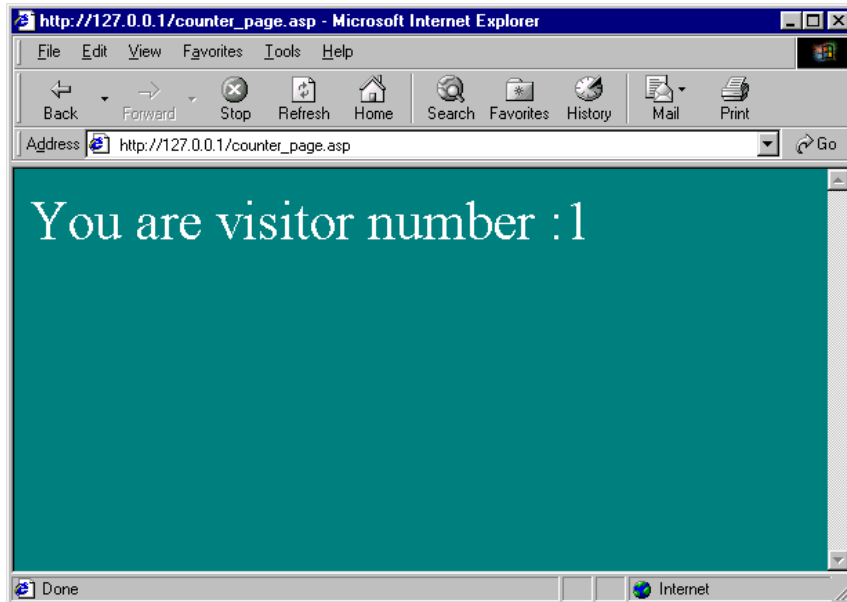 http://127.0.0.1/counter_page.asp - Microsoft Internet Explorer
File Edit View Favorites Tools Help
Back Forward Stop Refresh Home Search Favorites History Mail Print
Address http://127.0.0.1/counter_page.asp Go
You are visitor number :1
Done Internet